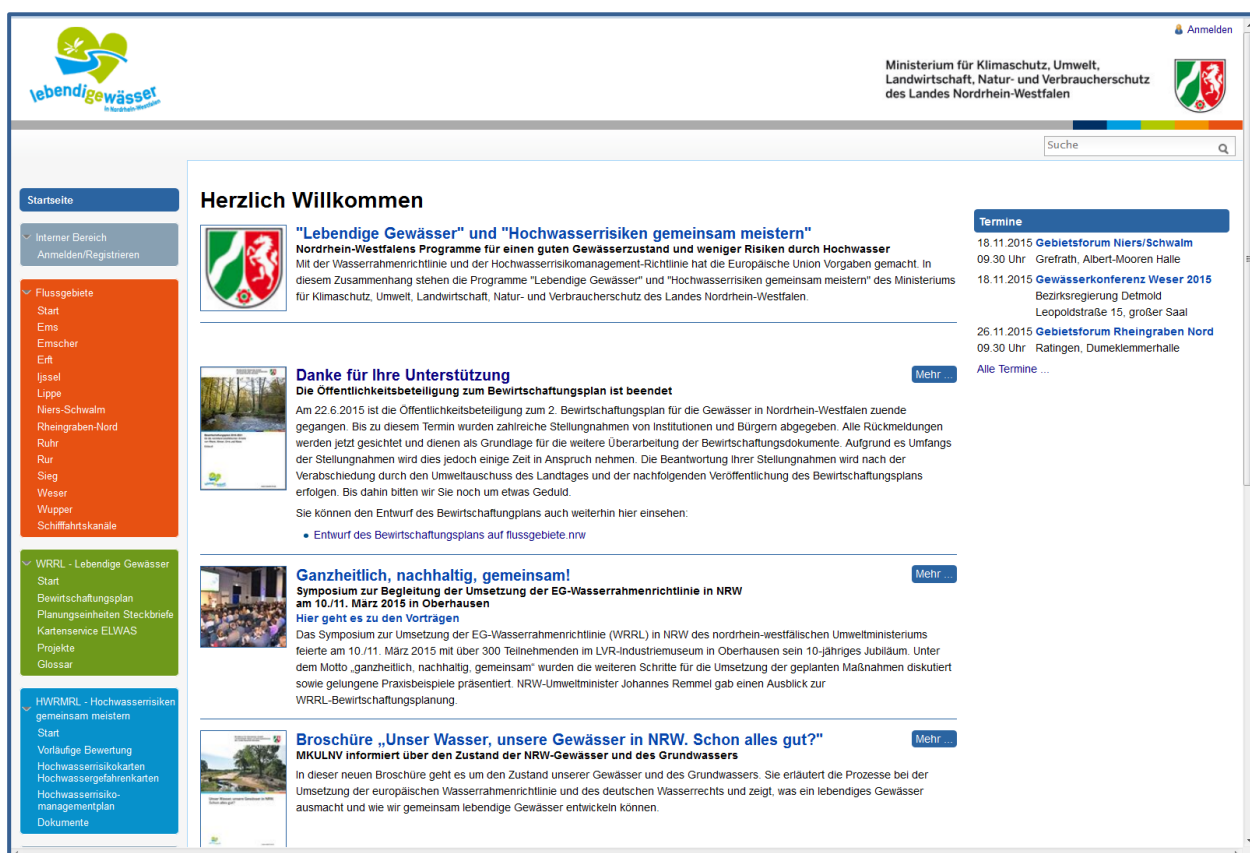 Anmelden
lebendige wässer
in Nordrhein-Westfalen
Ministerium für Klimaschutz, Umwelt,
Landwirtschaft, Natur- und Verbraucherschutz
des Landes Nordrhein-Westfalen
Suche
Startseite
Interner Bereich
Anmelden/Registrieren
Flussgebiete
Start
Ems
Emscher
Erft
Ijssel
Lippe
Niers-Schwalm
Rheingraben-Nord
Ruhr
Rur
Sieg
Weser
Wupper
Schifffahrtskanäle
WRRL - Lebendige Gewässer
Start
Bewirtschaftungsplan
Planungseinheiten Steckbriefe
Kartenservice ELWAS
Projekte
Glossar
HWRMRL - Hochwasserrisiken
gemeinsam meistern
Start
Vorläufige Bewertung
Hochwasserrisikokarten
Hochwassergefahrenkarten
Hochwasserrisiko-
managementplan
Dokumente
Herzlich Willkommen
"Lebendige Gewässer" und "Hochwasserrisiken gemeinsam meistern"
Nordrhein-Westfalens Programme für einen guten Gewässerzustand und weniger Risiken durch Hochwasser
Mit der Wasserrahmenrichtlinie und der Hochwasserrisikomanagement-Richtlinie hat die Europäische Union Vorgaben gemacht. In
diesem Zusammenhang stehen die Programme "Lebendige Gewässer" und "Hochwasserrisiken gemeinsam meistern" des Ministeriums
für Klimaschutz, Umwelt, Landwirtschaft, Natur- und Verbraucherschutz des Landes Nordrhein-Westfalen.
Danke für Ihre Unterstützung
Mehr ...
Die Öffentlichkeitsbeteiligung zum Bewirtschaftungsplan ist beendet
Am 22.6.2015 ist die Öffentlichkeitsbeteiligung zum 2. Bewirtschaftungsplan für die Gewässer in Nordrhein-Westfalen zuende
gegangen. Bis zu diesem Termin wurden zahlreiche Stellungnahmen von Institutionen und Bürgern abgegeben. Alle Rückmeldungen
werden jetzt gesichtet und dienen als Grundlage für die weitere Überarbeitung der Bewirtschaftungsdokumente. Aufgrund es Umfangs
der Stellungnahmen wird dies jedoch einige Zeit in Anspruch nehmen. Die Beantwortung Ihrer Stellungnahmen wird nach der
Verabschiedung durch den Umweltausschuss des Landtages und der nachfolgenden Veröffentlichung des Bewirtschaftungsplans
erfolgen. Bis dahin bitten wir Sie noch um etwas Geduld.
Sie können den Entwurf des Bewirtschaftungplans auch weiterhin hier einsehen:
• Entwurf des Bewirtschaftungsplans auf flussgebiete.nrw
Ganzheitlich, nachhaltig, gemeinsam!
Mehr ...
Symposium zur Begleitung der Umsetzung der EG-Wasserrahmenrichtlinie in NRW
am 10./11. März 2015 in Oberhausen
Hier geht es zu den Vorträgen
Das Symposium zur Umsetzung der EG-Wasserrahmenrichtlinie (WRRL) in NRW des nordrhein-westfälischen Umweltministeriums
feierte am 10./11. März 2015 mit über 300 Teilnehmenden im LVR-Industriemuseum in Oberhausen sein 10-jähriges Jubiläum. Unter
dem Motto „ganzheitlich, nachhaltig, gemeinsam“ wurden die weiteren Schritte für die Umsetzung der geplanten Maßnahmen diskutiert
sowie gelungene Praxisbeispiele präsentiert. NRW-Umweltminister Johannes Remmel gab einen Ausblick zur
WRRL-Bewirtschaftungsplanung.
Broschüre „Unser Wasser, unsere Gewässer in NRW. Schon alles gut?"
Mehr ...
MKULNV informiert über den Zustand der NRW-Gewässer und des Grundwassers
In dieser neuen Broschüre geht es um den Zustand unserer Gewässer und des Grundwassers. Sie erläutert die Prozesse bei der
Umsetzung der europäischen Wasserrahmenrichtlinie und des deutschen Wasserrechts und zeigt, was ein lebendiges Gewässer
ausmacht und wie wir gemeinsam lebendige Gewässer entwickeln können.
Termine
18.11.2015 Gebietsforum Niers/Schwalm
09.30 Uhr Grefrath, Albert-Mooren Halle
18.11.2015 Gewässerkonferenz Weser 2015
Bezirksregierung Detmold
Leopoldstraße 15, großer Saal
26.11.2015 Gebietsforum Rheingraben Nord
09.30 Uhr Ratingen, Dumeklemmerhalle
Alle Termine ...